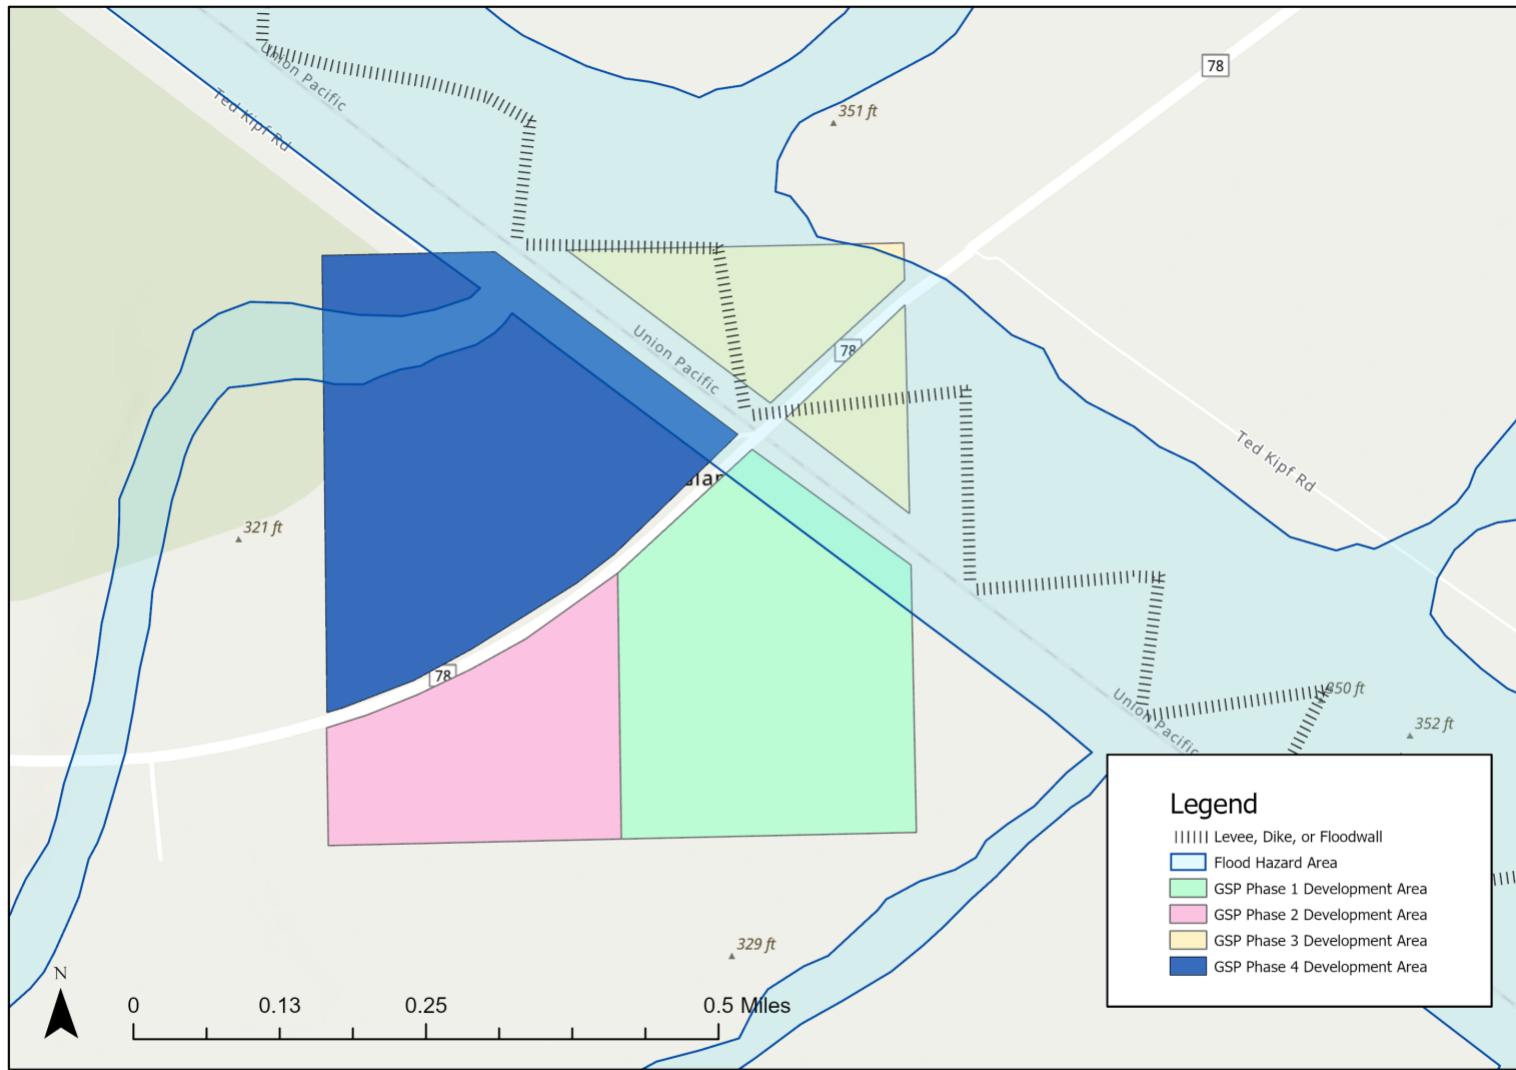 Union Pacific
78
Ted Kipf Rd
351 ft
Union Pacific
78
Ted Kipf Rd
321 ft
78
350 ft
Union Pacific
352 ft
Legend
Levee, Dike, or Floodwall
Flood Hazard Area
GSP Phase 1 Development Area
GSP Phase 2 Development Area
GSP Phase 3 Development Area
GSP Phase 4 Development Area
329 ft
N
0 0.13 0.25 0.5 Miles